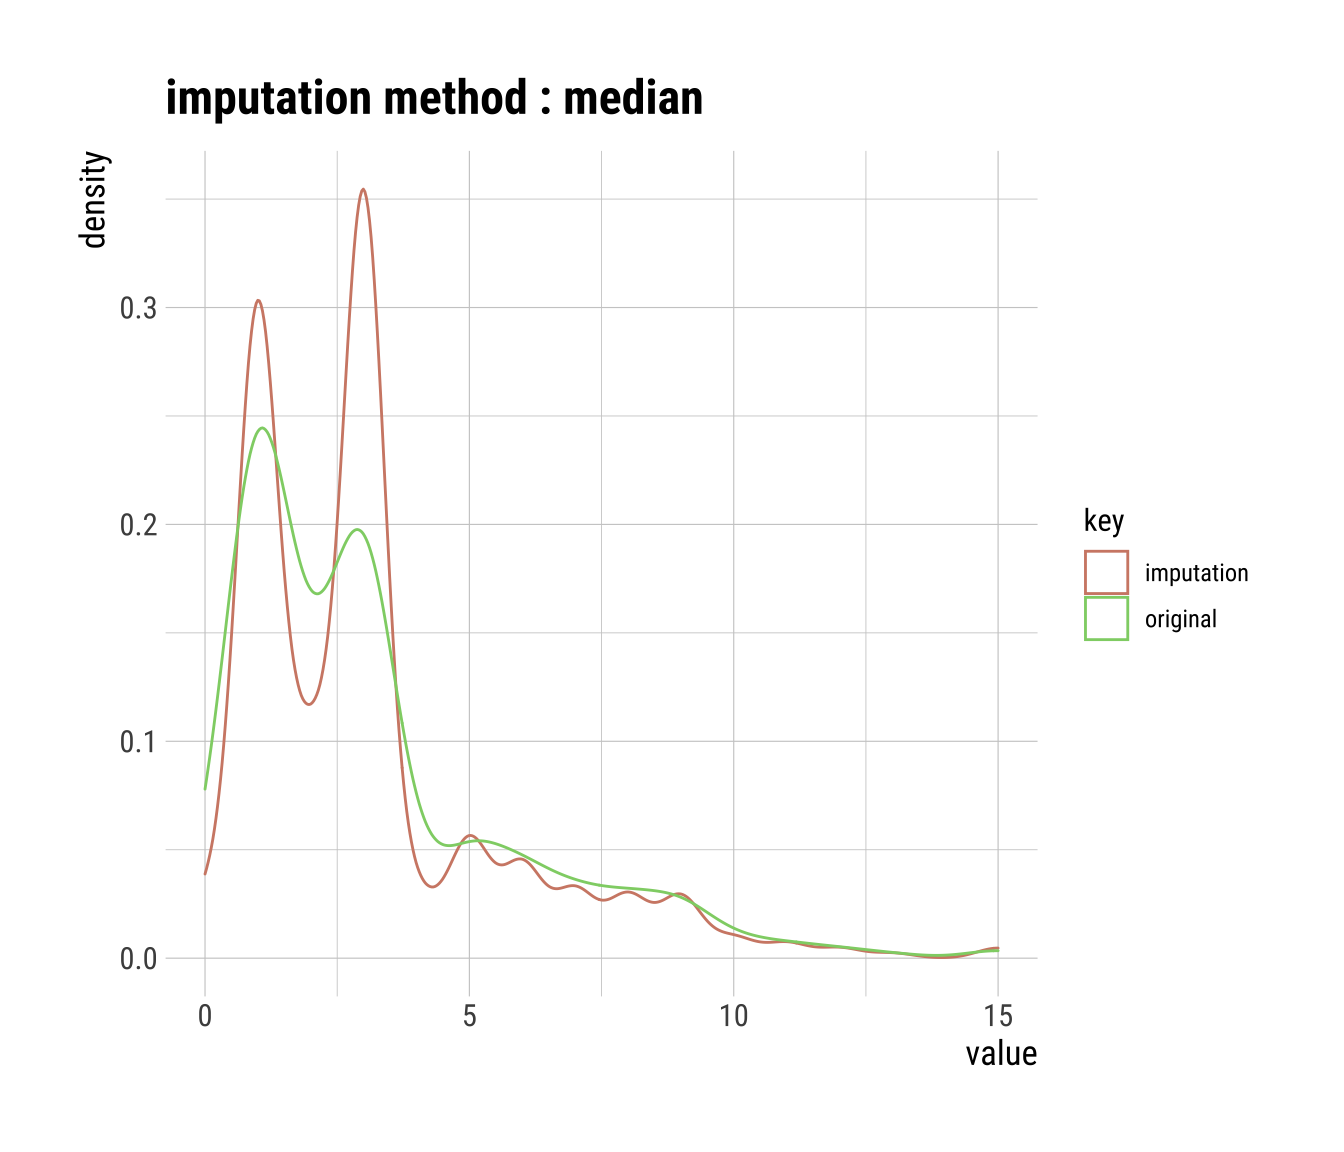 imputation method : median
density
0.3
0.2
0.1
0.0
0 5 10 15
value
key
imputation
original